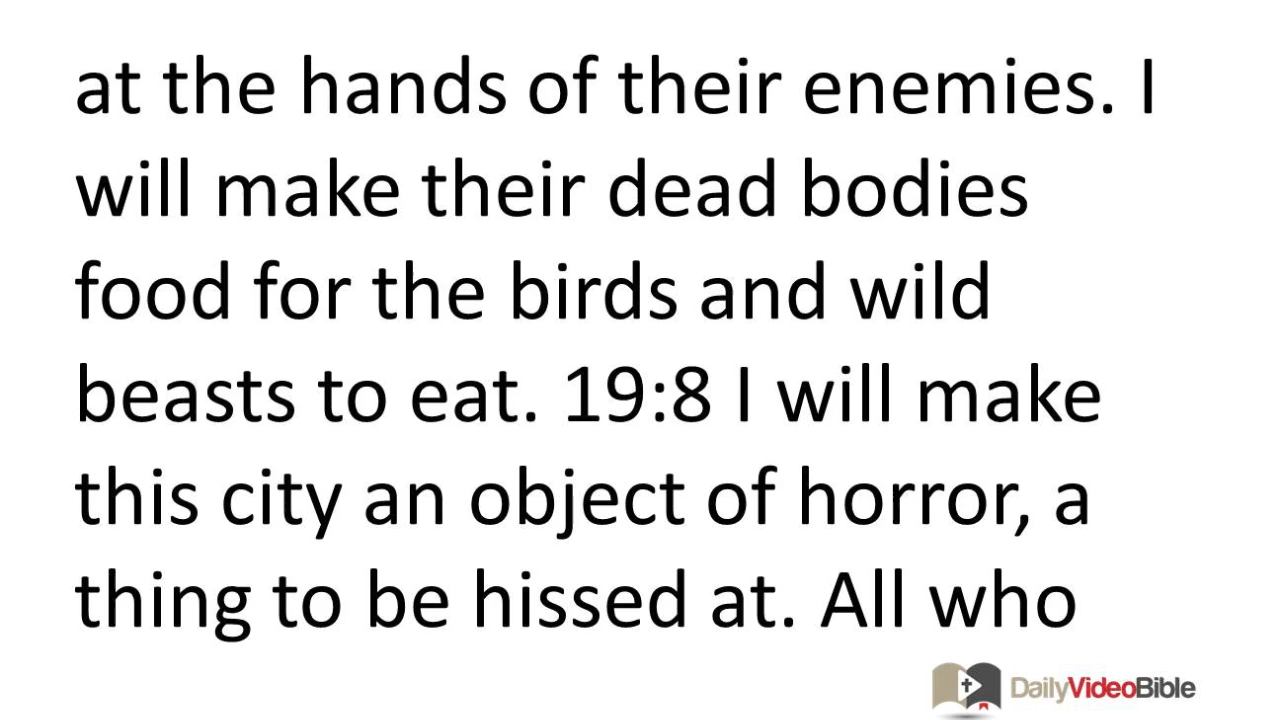 at the hands of their enemies. I
will make their dead bodies
food for the birds and wild
beasts to eat. 19:8 I will make
this city an object of horror, a
thing to be hissed at. All who
DailyVideoBible